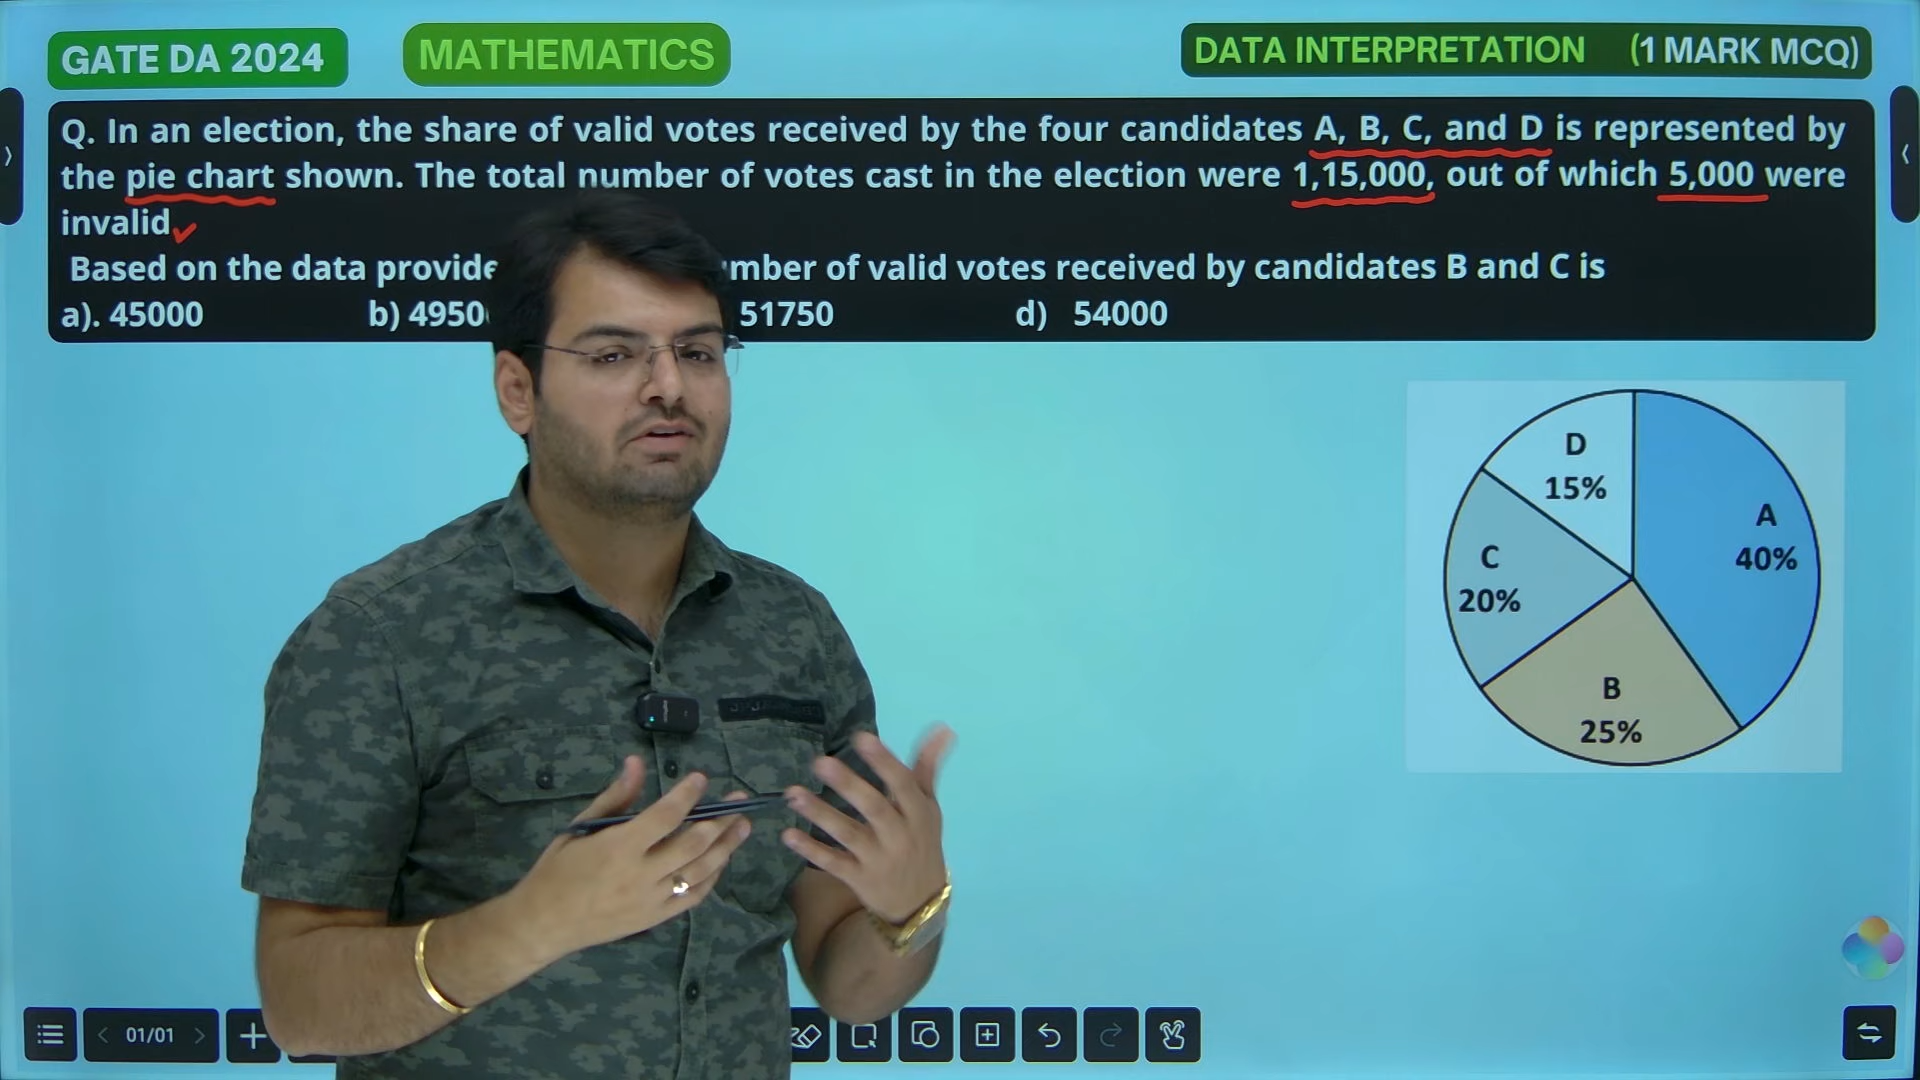 GATE DA 2024
MATHEMATICS
DATA INTERPRETATION (1 MARK MCQ)
Q. In an election, the share of valid votes received by the four candidates A, B, C, and D is represented by
the pie chart shown. The total number of votes cast in the election were 1,15,000, out of which 5,000 were
invalid
Based on the data of valid votes received by candidates B and C is
a). 45000 b) 51750 d) 54000
D
15%
A
40%
C
20%
B
25%
01/01